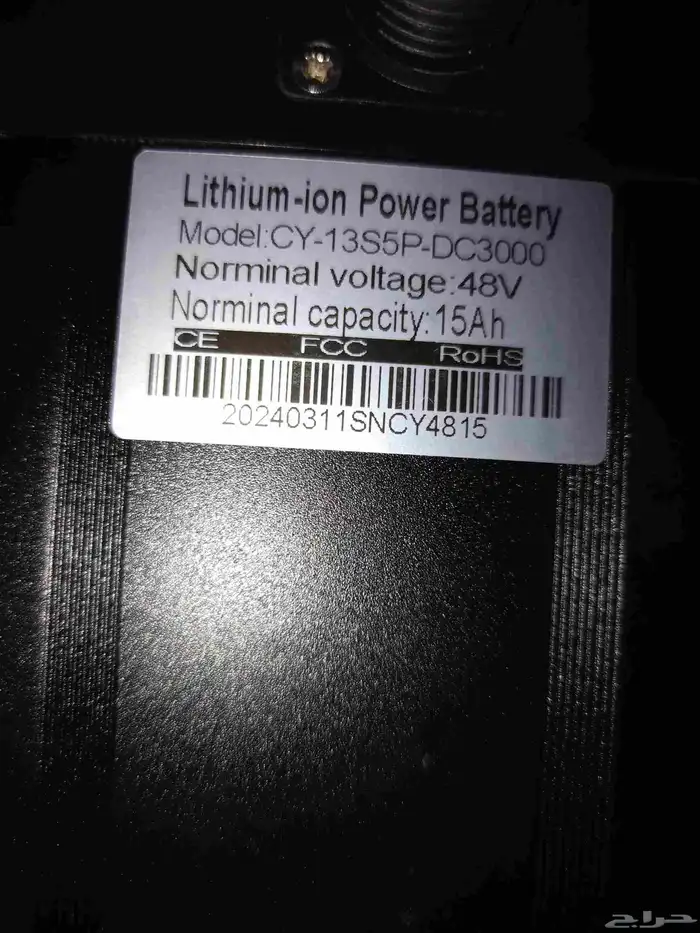 Lithium-ion Power Battery
Model:CY-13S5P-DC3000
Norminal voltage:48V
Norminal capacity:15Ah
CE FCC RoHS
20240311SNCY4815
حراج